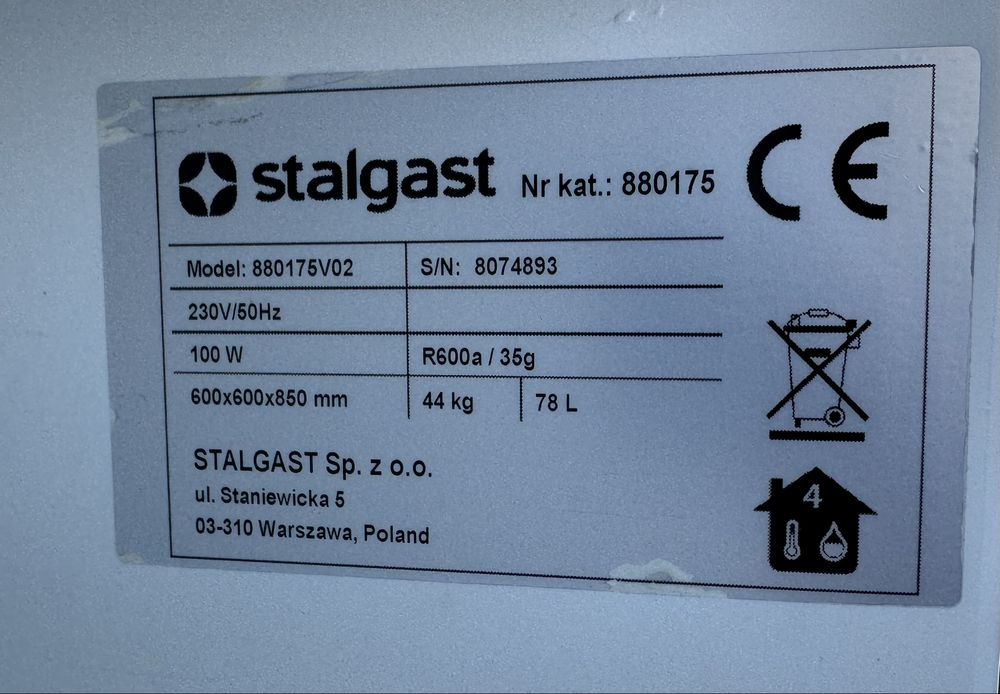 stalgast Nr kat.: 880175 CE
Model: 880175V02 S/N: 8074893
230V/50Hz
100 W R600a / 35g
600x600x850 mm 44 kg 78 L
STALGAST Sp. z o.o.
ul. Staniewicka 5
03-310 Warszawa, Poland
4